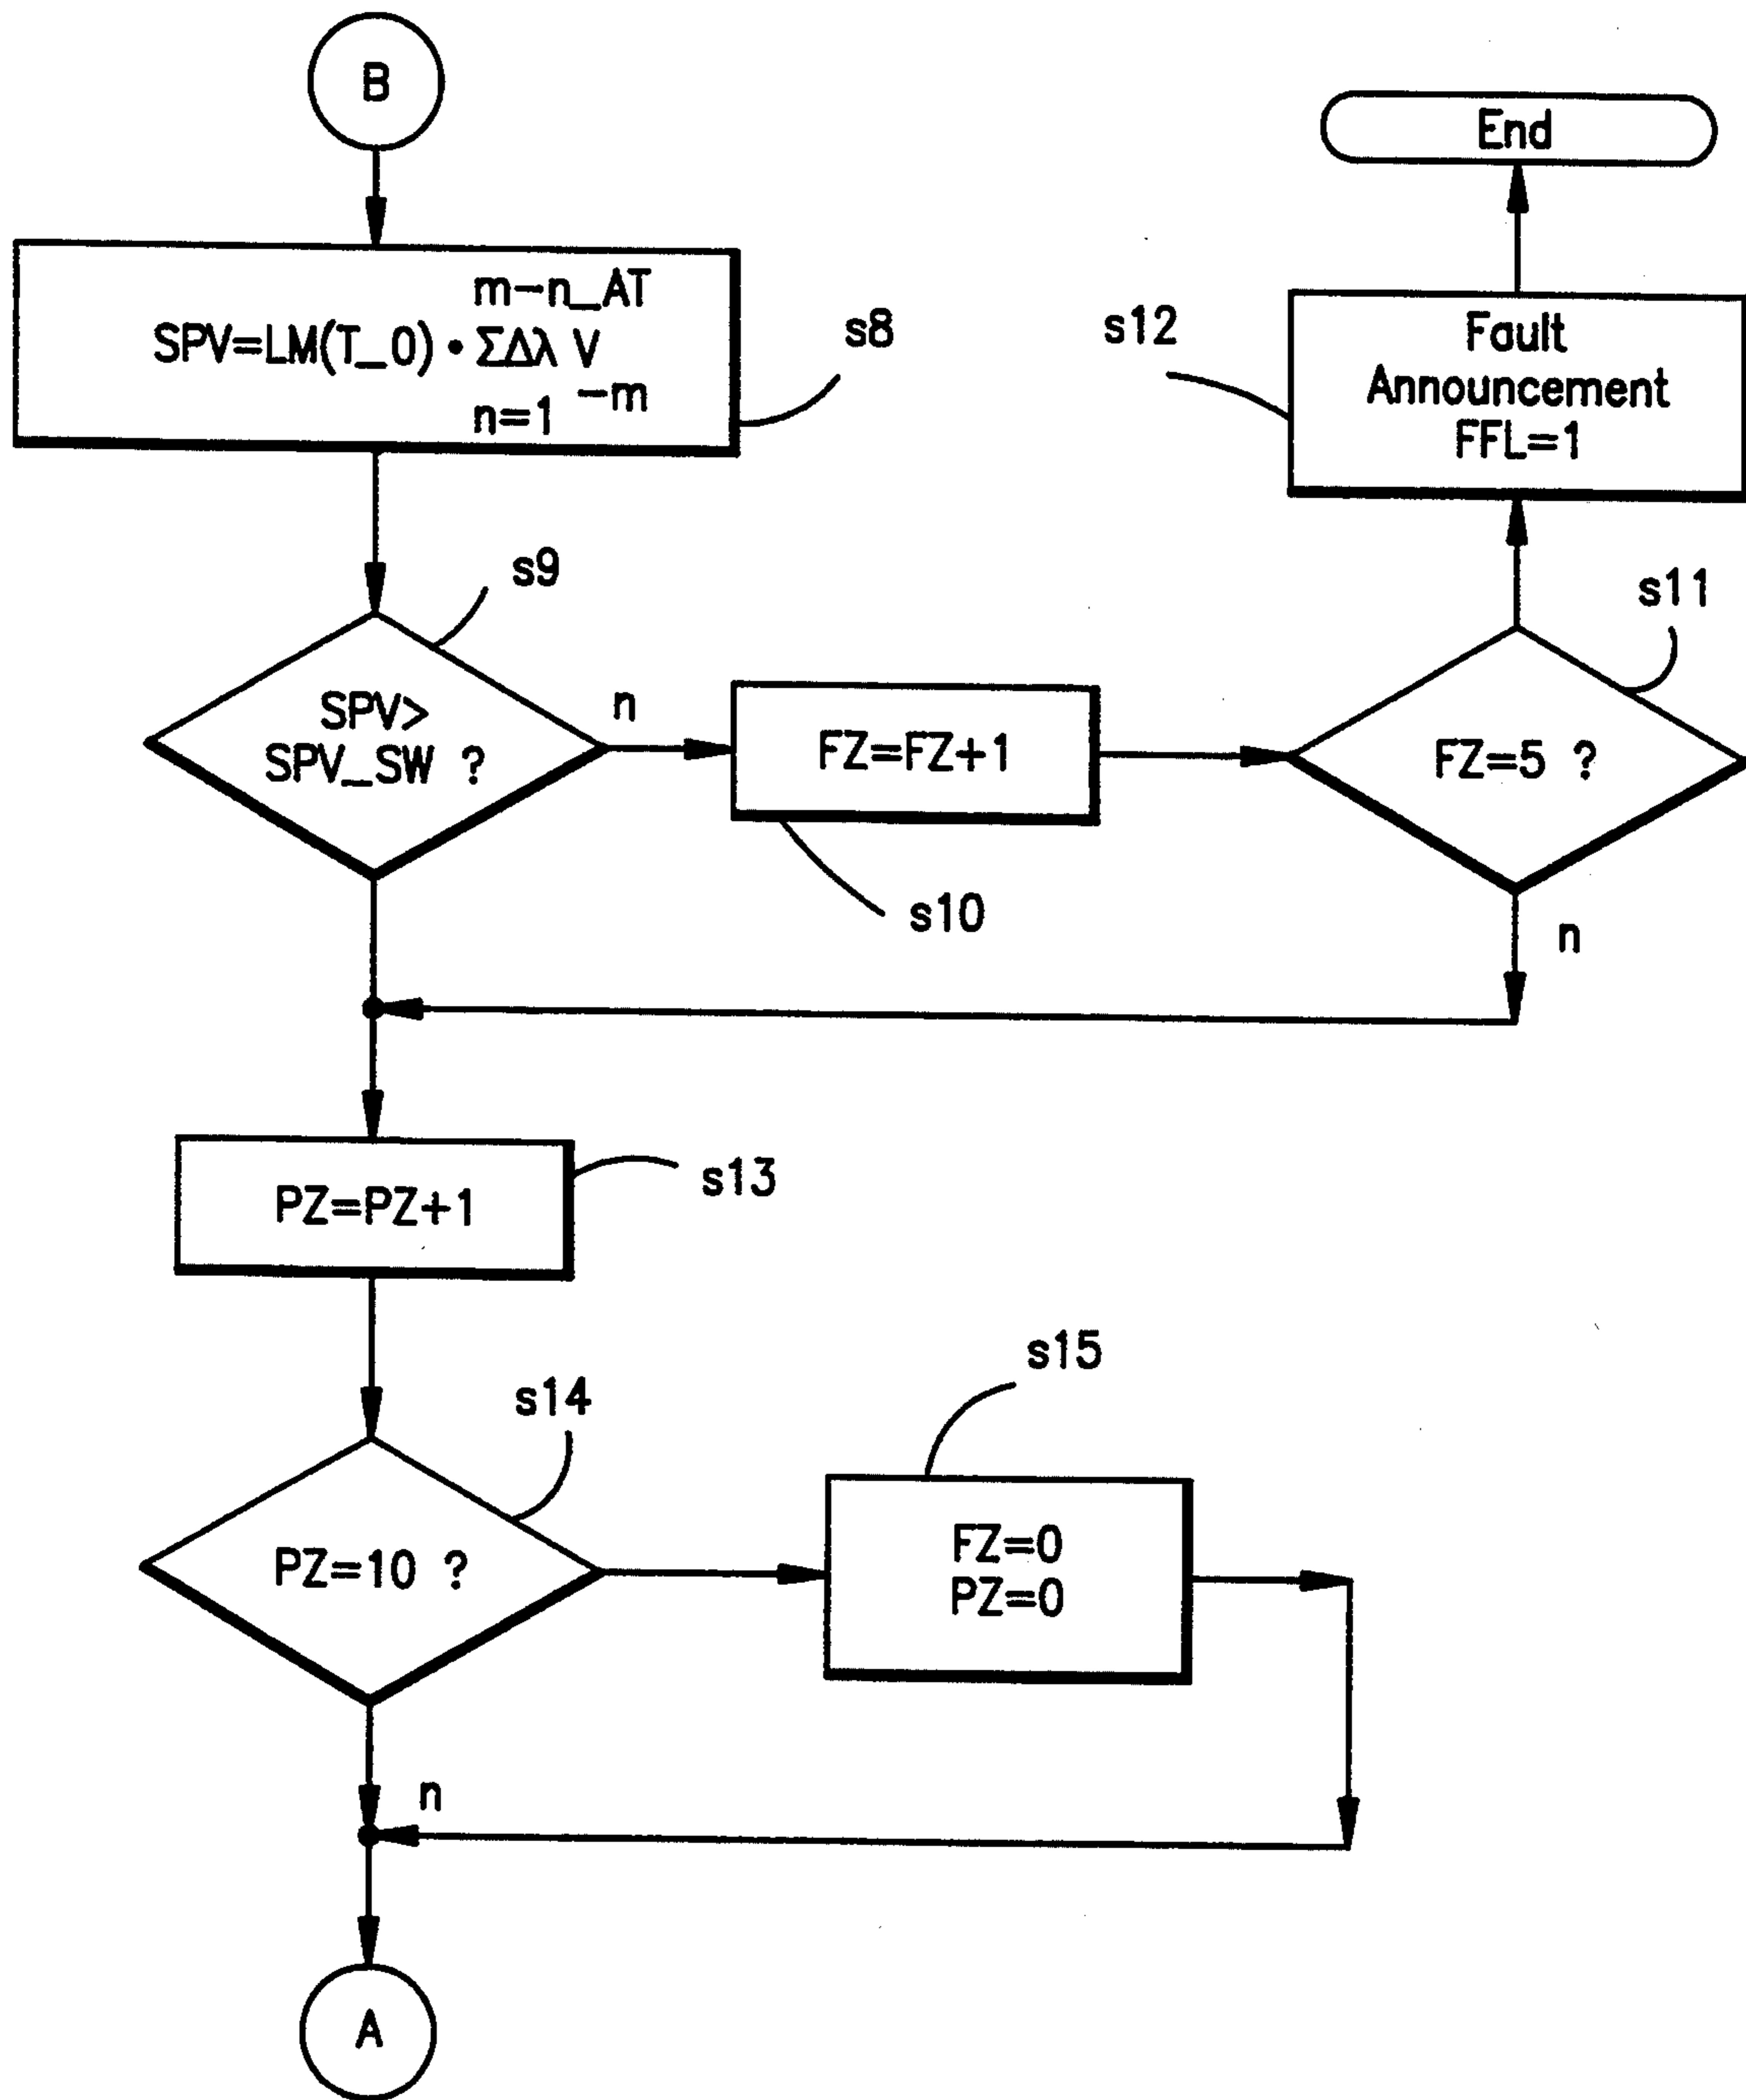 B
End
m-n_AT
SPV=LM(T_0) • ΣΔλ V
n=1 -m
s8
s12
Fault
Announcement
FFL=1
s9
s11
SPV>
SPV_SW ?
n
FZ=FZ+1
FZ=5 ?
s10
n
PZ=PZ+1
s13
s15
s14
PZ=10 ?
FZ=0
PZ=0
n
A